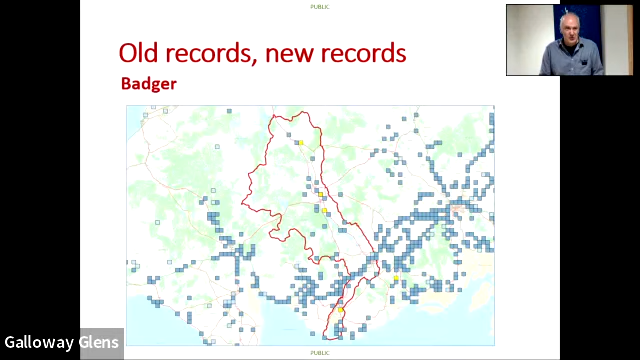 PUBLIC
Old records, new records
Badger
Galloway Glens
PUBLIC